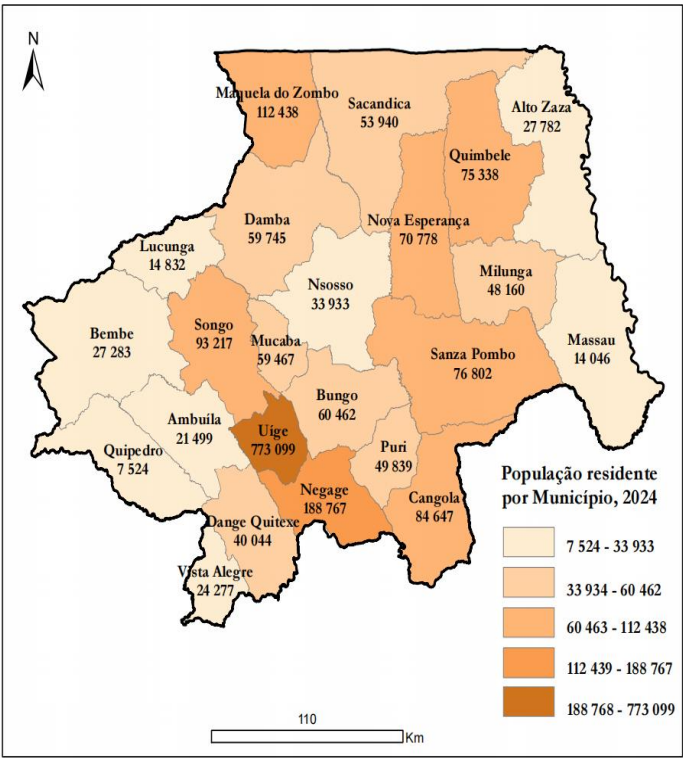 N
Maquela do Zombo
112 438
Sacandica
53 940
Alto Zaza
27 782
Quimbele
75 338
Damba
59 745
Nova Esperança
70 778
Lucunga
14 832
Nsosso
33 933
Milunga
48 160
Bembe
27 283
Songo
93 217
Mucaba
59 467
Sanza Pombo
76 802
Massau
14 046
Bungo
60 462
Ambuíla
21 499
Uíge
773 099
Quipedro
7 524
Puri
49 839
Negage
188 767
Cangola
84 647
Dange Quitexe
40 044
Vista Alegre
24 277
População residente
por Município, 2024
7 524 - 33 933
33 934 - 60 462
60 463 - 112 438
112 439 - 188 767
188 768 - 773 099
110
Km